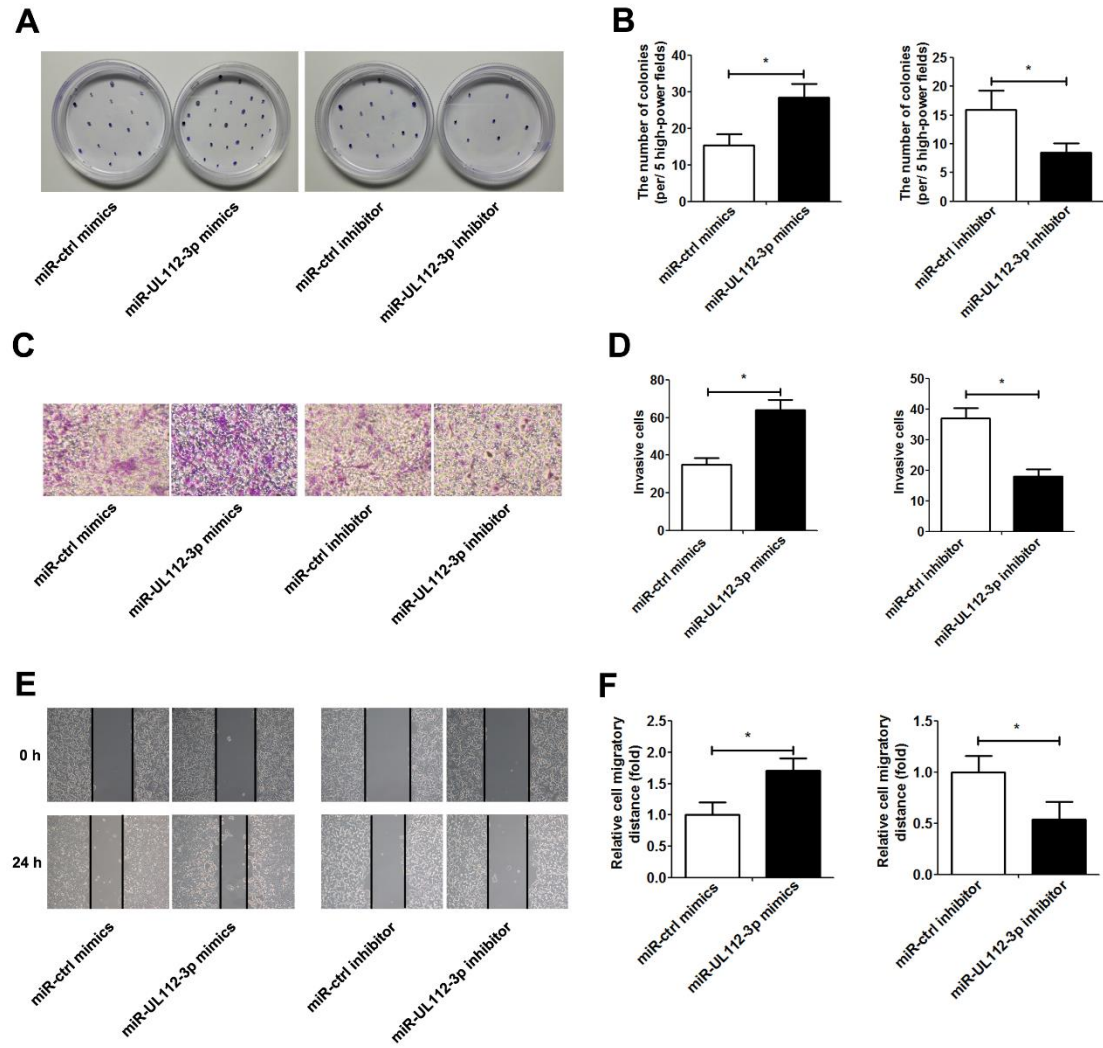 A
miR-ctrl mimics
miR-UL112-3p mimics
miR-ctrl inhibitor
miR-UL112-3p inhibitor
B
The number of colonies
(per/ 5 high-power fields)
40
30
20
10
0
*
miR-ctrl mimics
miR-UL112-3p mimics
The number of colonies
(per/ 5 high-power fields)
25
20
15
10
5
0
*
miR-ctrl inhibitor
miR-UL112-3p inhibitor
C
miR-ctrl mimics
miR-UL112-3p mimics
miR-ctrl inhibitor
miR-UL112-3p inhibitor
D
Invasive cells
80
60
40
20
0
*
miR-ctrl mimics
miR-UL112-3p mimics
Invasive cells
50
40
30
20
10
0
*
miR-ctrl inhibitor
miR-UL112-3p inhibitor
E
0 h
24 h
miR-ctrl mimics
miR-UL112-3p mimics
miR-ctrl inhibitor
miR-UL112-3p inhibitor
F
Relative cell migratory
distance (fold)
2.5
2.0
1.5
1.0
0.5
0.0
*
miR-ctrl mimics
miR-UL112-3p mimics
Relative cell migratory
distance (fold)
1.5
1.0
0.5
0.0
*
miR-ctrl inhibitor
miR-UL112-3p inhibitor